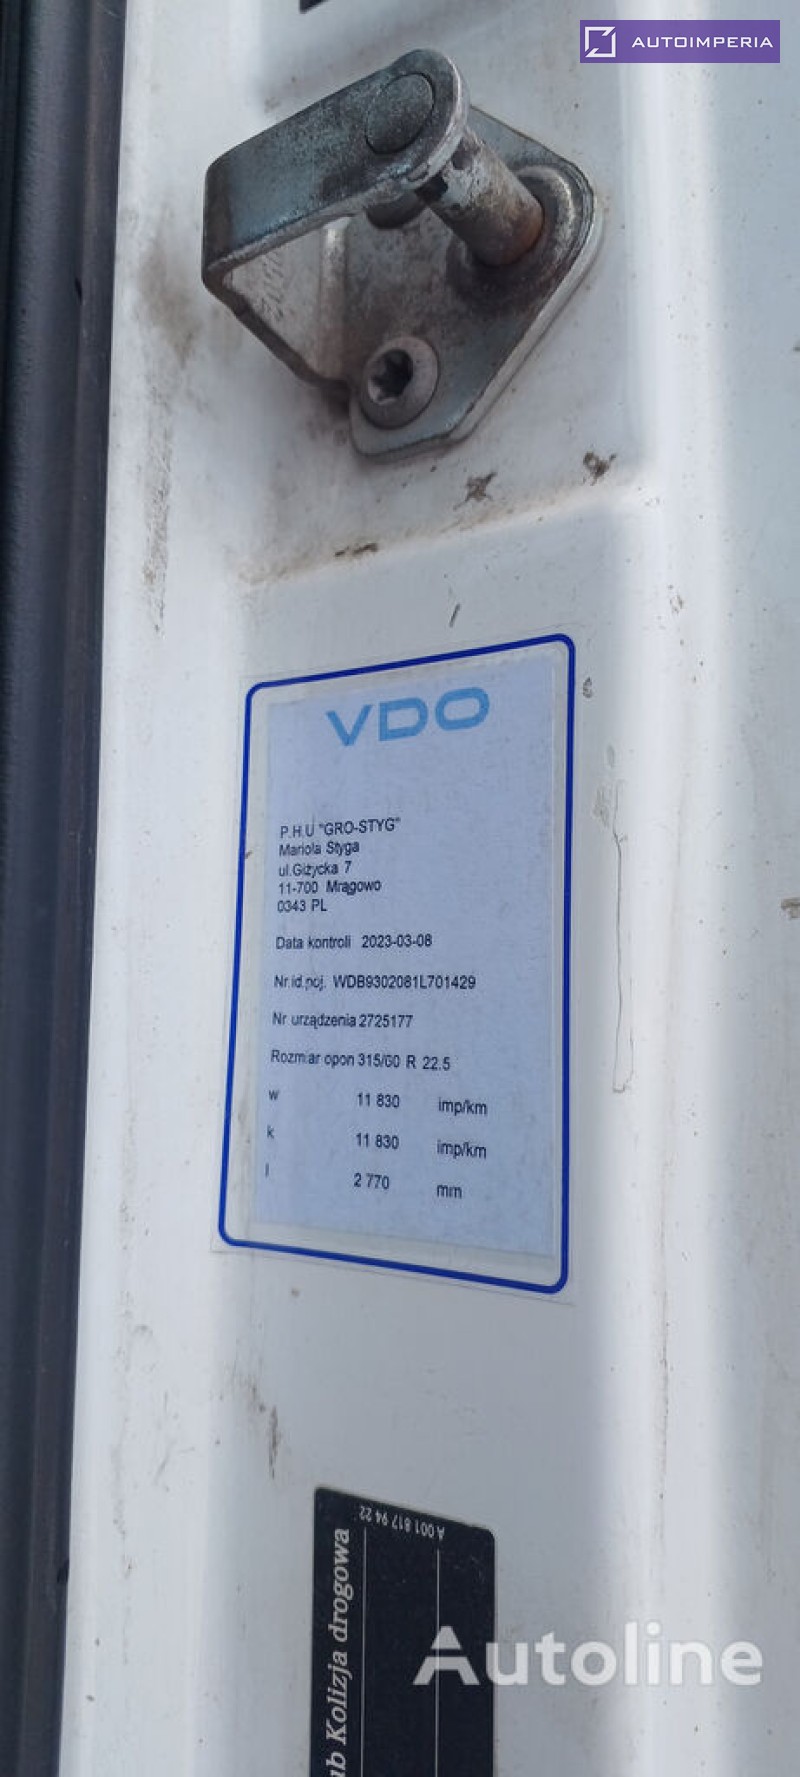 AUTOIMPERIA
VDO
P.H.U "GRO-STYG"
Mariola Styga
ul.Giżycka 7
11-700 Mrągowo
0343 PL
Data kontroli 2023-03-08
Nr.id.poj. WDB9302081L701429
Nr urządzenia 2725177
Rozmiar opon 315/60 R 22.5
w 11 830 imp/km
k 11 830 imp/km
l 2 770 mm
A 001 817 94 22
ub Kolizja drogowa
Autoline